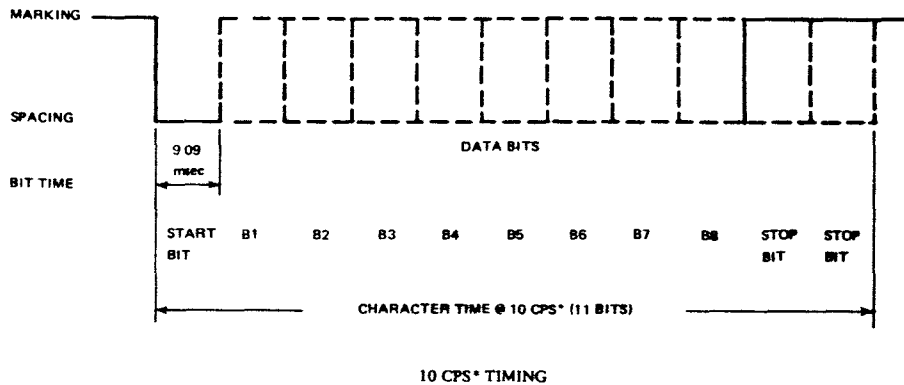 MARKING
SPACING
DATA BITS
9 09
msec
BIT TIME
START BIT B1 B2 B3 B4 B5 B6 B7 B8 STOP BIT STOP BIT
CHARACTER TIME @ 10 CPS* (11 BITS)
10 CPS* TIMING